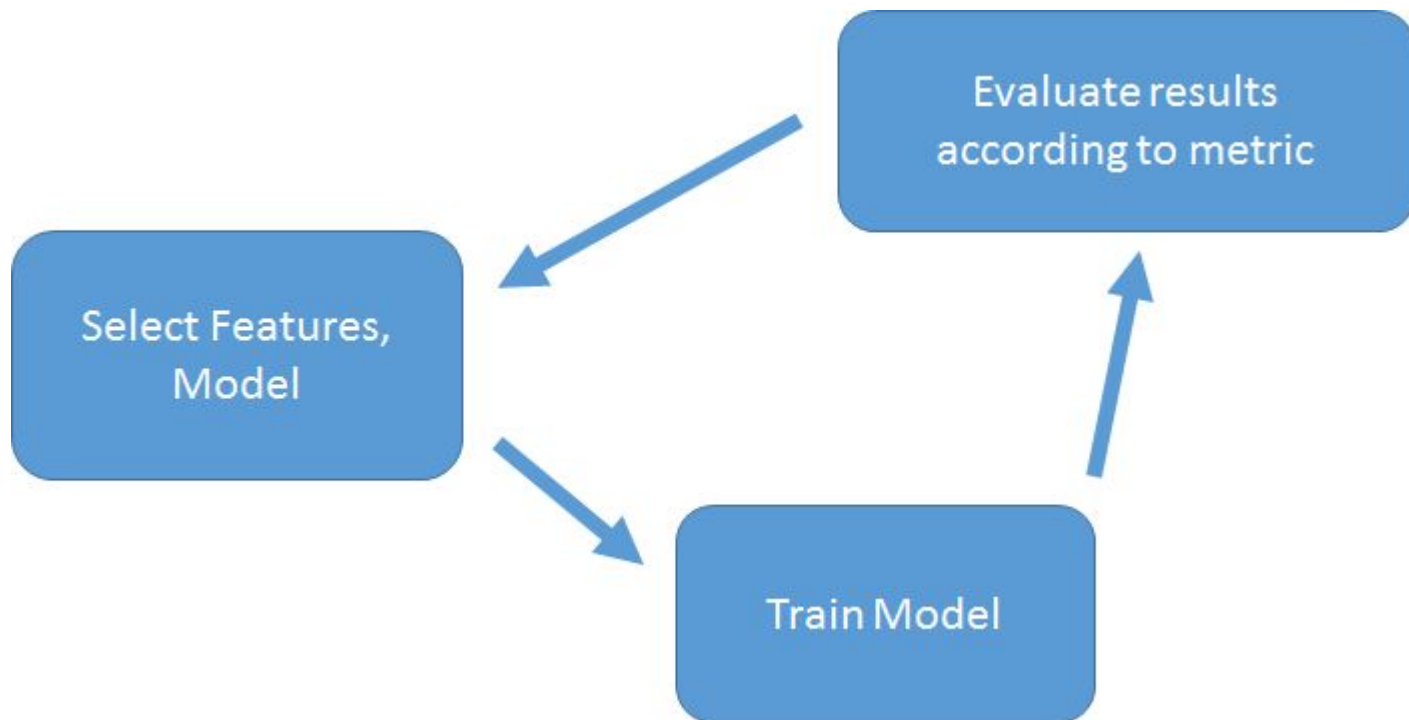 Evaluate results
according to metric
Select Features,
Model
Train Model